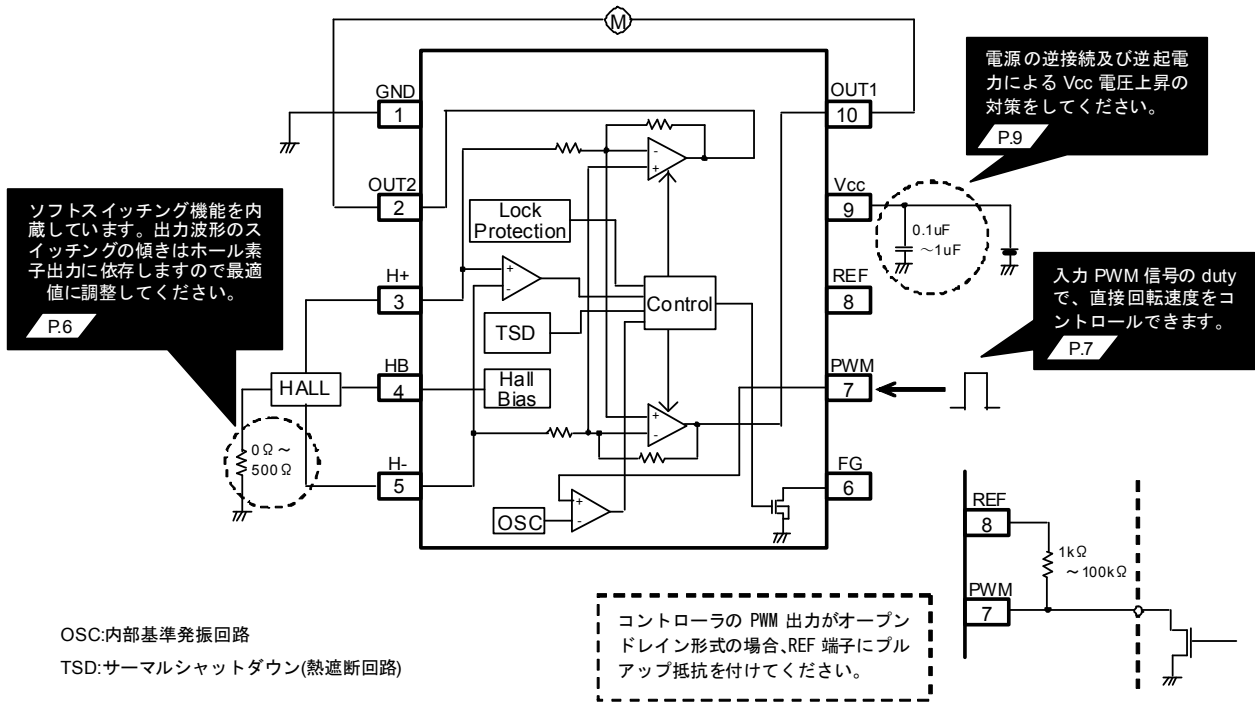 M
GND
1
OUT2
2
H+
3
HB
4
H-
5
OUT1
10
Vcc
9
REF
8
PWM
7
FG
6
Lock
Protection
TSD
Control
Hall
Bias
OSC
+
-
HALL
0Ω～
500Ω
0.1uF
～1uF
ソフトスイッチング機能を内
蔵しています。出力波形のス
イッチングの傾きはホール素
子出力に依存しますので最適
値に調整してください。
P.6
電源の逆接続及び逆起電
力による Vcc 電圧上昇の
対策をしてください。
P.9
入力 PWM 信号の duty
で、直接回転速度をコ
ントロールできます。
P.7
REF
8
1kΩ
～100kΩ
PWM
7
コントローラの PWM 出力がオープン
ドレイン形式の場合、REF 端子にプル
アップ抵抗を付けてください。
OSC:内部基準発振回路
TSD:サーマルシャットダウン(熱遮断回路)